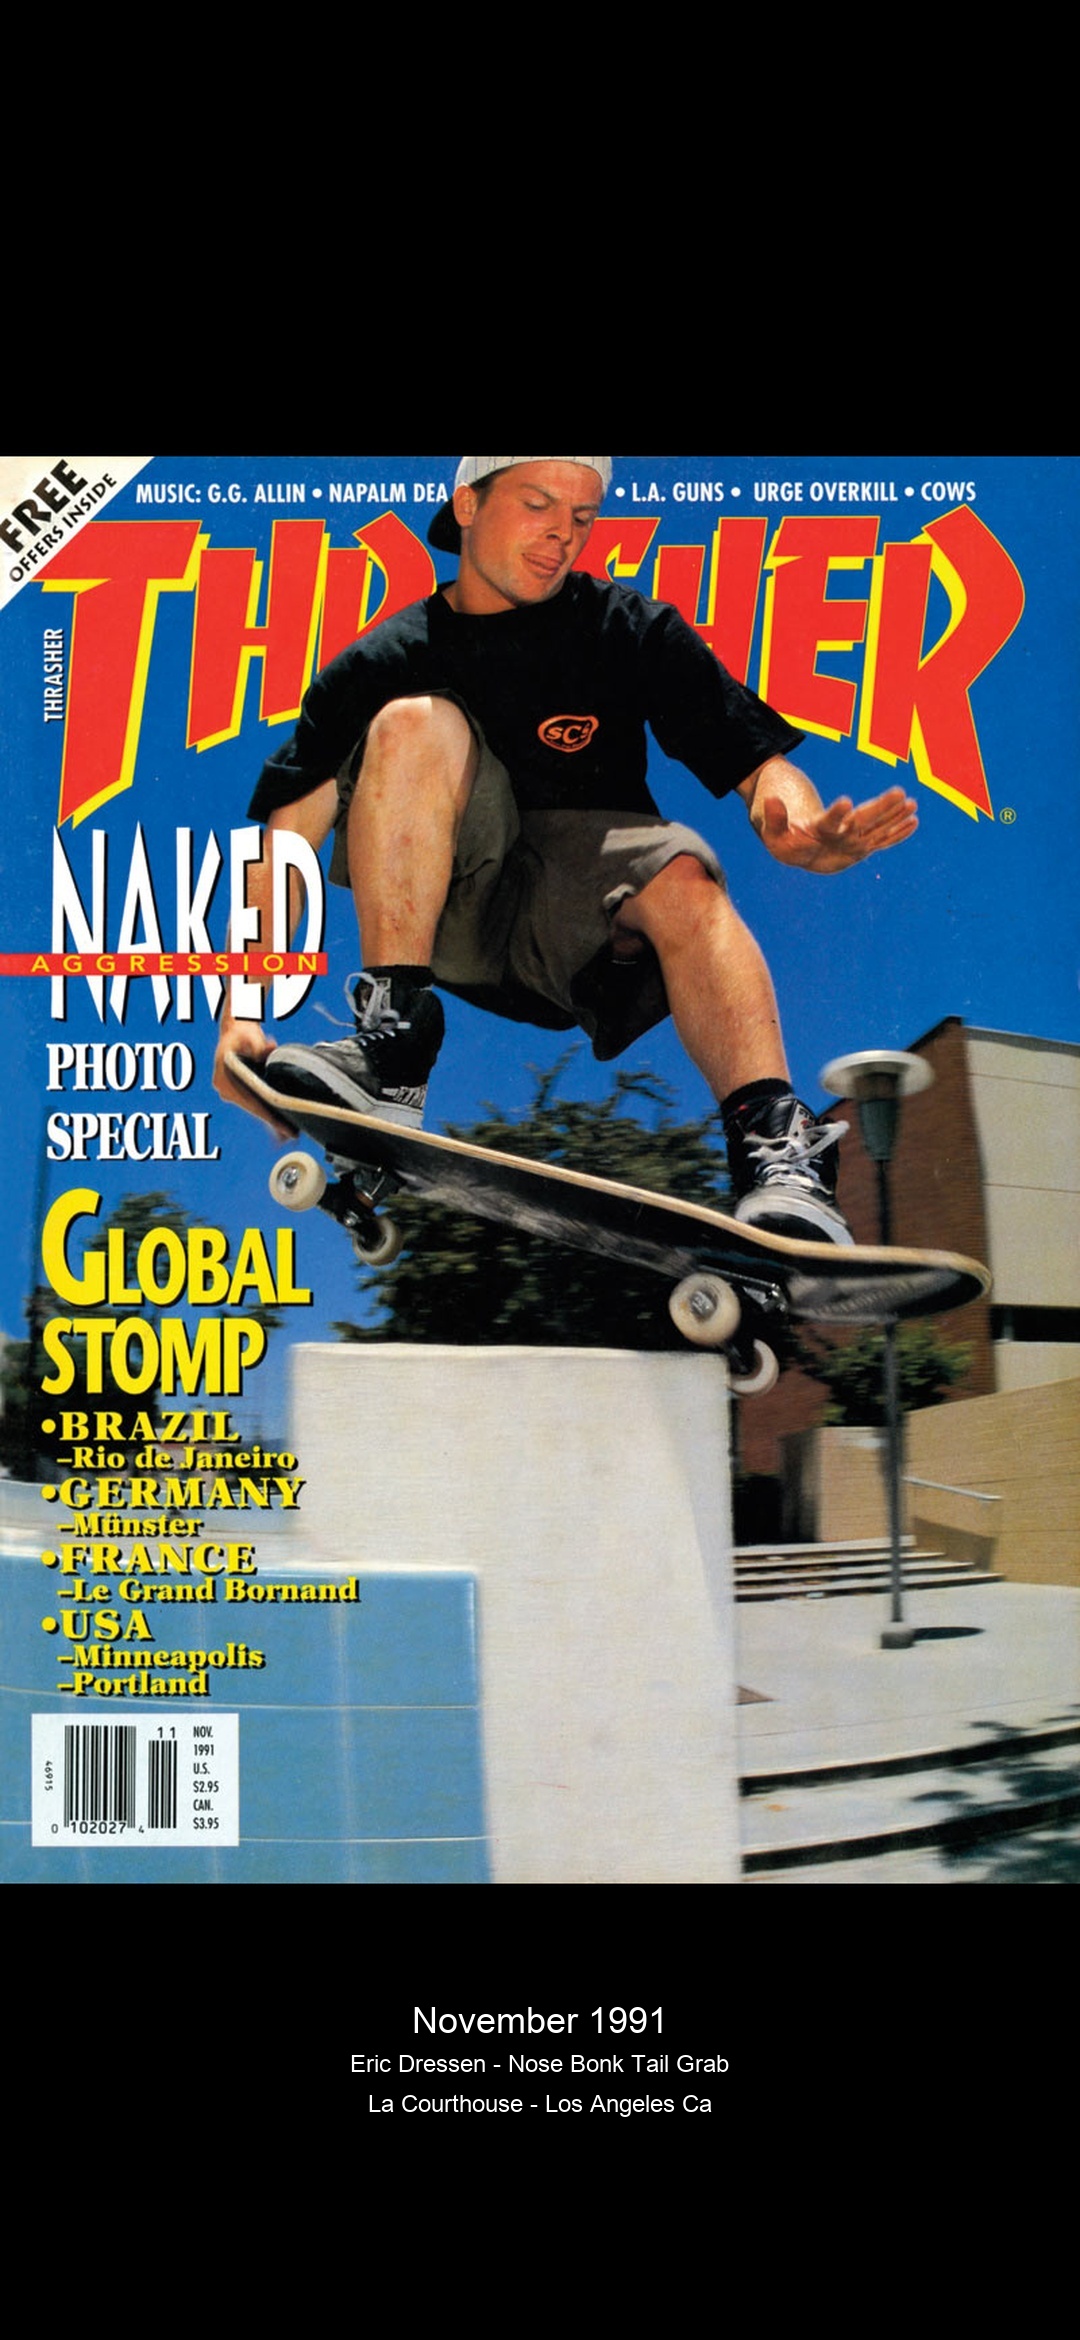 FREE
OFFERS INSIDE
MUSIC: G.G. ALLIN • NAPALM DEA • L.A. GUNS • URGE OVERKILL • COWS
THRASHER
THRASHER
®
SC
NAKED
AGGRESSION
PHOTO
SPECIAL
GLOBAL
STOMP
•BRAZIL
–Rio de Janeiro
•GERMANY
–Münster
•FRANCE
–Le Grand Bornand
•USA
–Minneapolis
–Portland
11
NOV.
1991
U.S.
$2.95
CAN.
$3.95
46915
0 102027 4
November 1991
Eric Dressen - Nose Bonk Tail Grab
La Courthouse - Los Angeles Ca